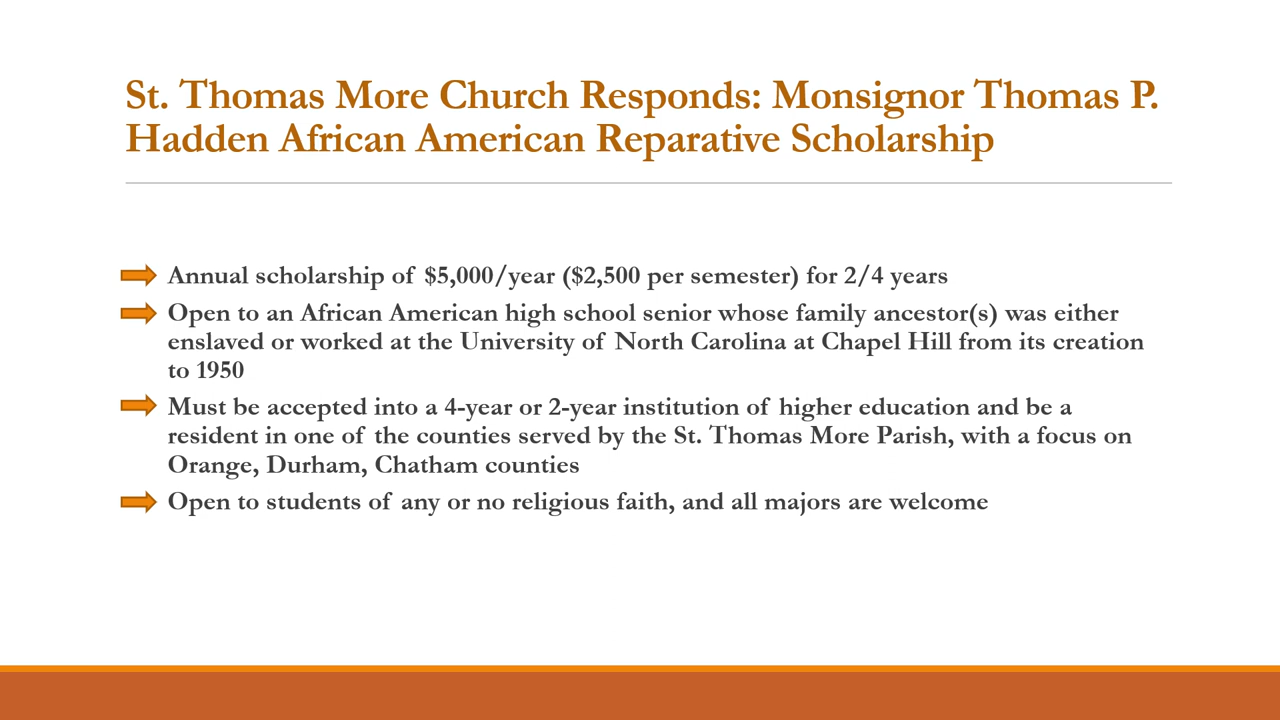 St. Thomas More Church Responds: Monsignor Thomas P.
Hadden African American Reparative Scholarship
Annual scholarship of $5,000/year ($2,500 per semester) for 2/4 years
Open to an African American high school senior whose family ancestor(s) was either
enslaved or worked at the University of North Carolina at Chapel Hill from its creation
to 1950
Must be accepted into a 4-year or 2-year institution of higher education and be a
resident in one of the counties served by the St. Thomas More Parish, with a focus on
Orange, Durham, Chatham counties
Open to students of any or no religious faith, and all majors are welcome